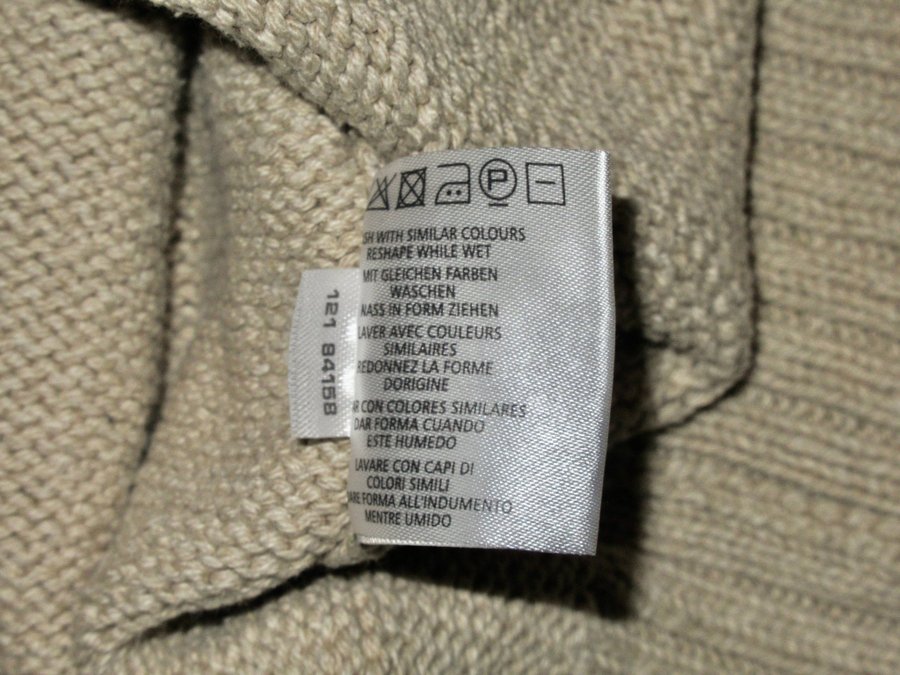 P
WITH SIMILAR COLOURS
RESHAPE WHILE WET
MIT GLEICHEN FARBEN
WASCHEN
NASS IN FORM ZIEHEN
LAVER AVEC COULEURS
SIMILAIRES
REDONNEZ LA FORME
DORIGINE
CON COLORES SIMILARES
DAR FORMA CUANDO
ESTE HUMEDO
LAVARE CON CAPI DI
COLORI SIMILI
FORMA ALL'INDUMENTO
MENTRE UMIDO
121 84158